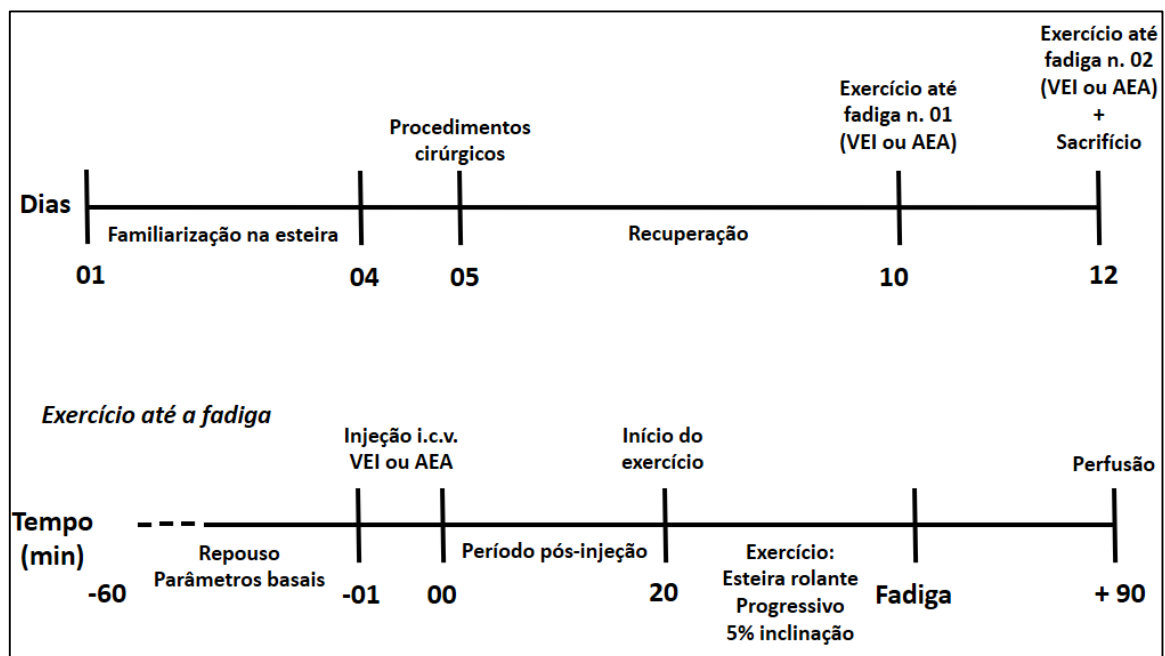 Exercício até
fadiga n. 02
(VEI ou AEA)
+
Sacrifício
Exercício até
fadiga n. 01
(VEI ou AEA)
Procedimentos
cirúrgicos
Dias
Familiarização na esteira
Recuperação
01
04
05
10
12
Exercício até a fadiga
Injeção i.c.v.
VEI ou AEA
Início do
exercício
Perfusão
Tempo
(min)
Repouso
Parâmetros basais
Período pós-injeção
Exercício:
Esteira rolante
Progressivo
5% inclinação
-60
-01
00
20
Fadiga
+ 90